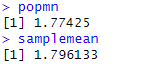 > popmn
[1] 1.77425
> samplemean
[1] 1.796133